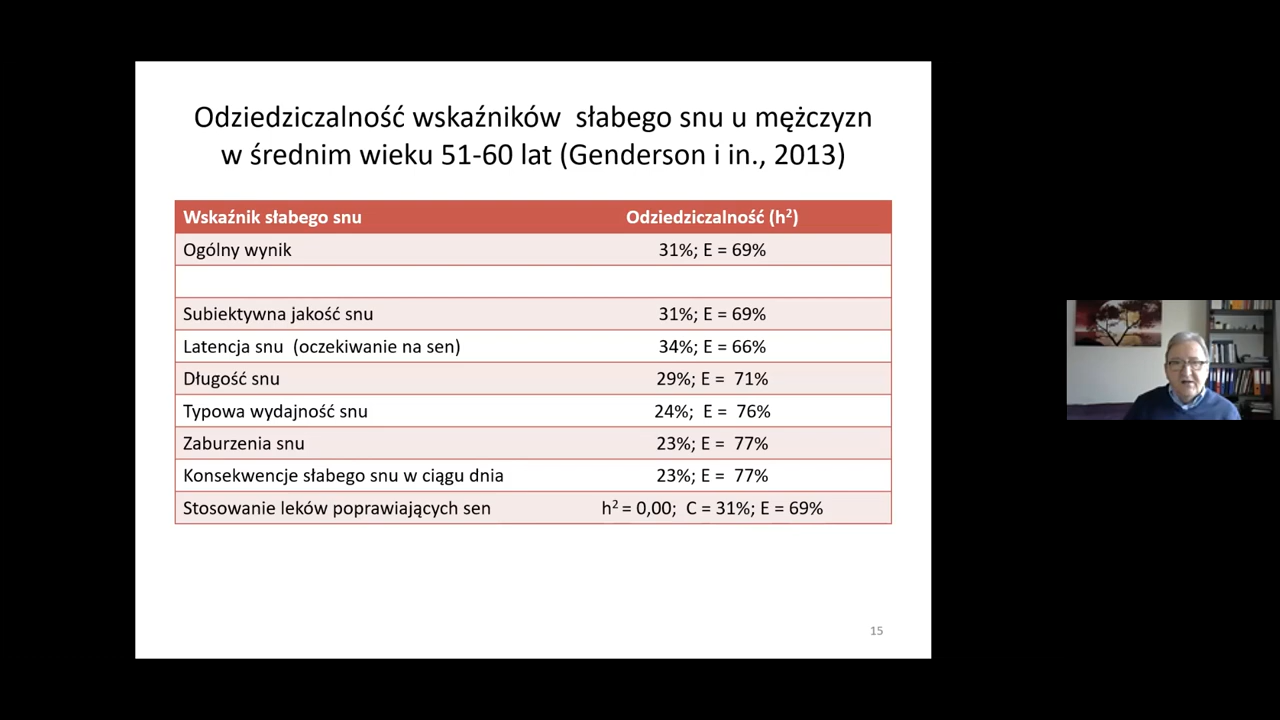 Odziedziczalność wskaźników słabego snu u mężczyzn
w średnim wieku 51-60 lat (Genderson i in., 2013)
Wskaźnik słabego snu Odziedziczalność (h²)
Ogólny wynik 31%; E = 69%
Subiektywna jakość snu 31%; E = 69%
Latencja snu (oczekiwanie na sen) 34%; E = 66%
Długość snu 29%; E = 71%
Typowa wydajność snu 24%; E = 76%
Zaburzenia snu 23%; E = 77%
Konsekwencje słabego snu w ciągu dnia 23%; E = 77%
Stosowanie leków poprawiających sen h² = 0,00; C = 31%; E = 69%
15